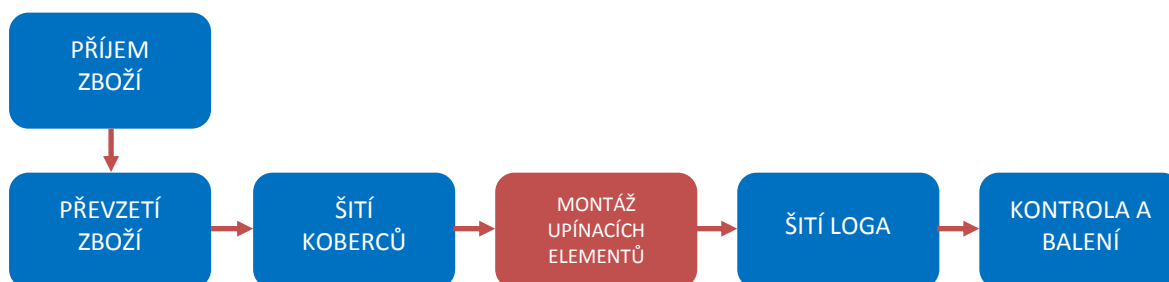 PŘÍJEM
ZBOŽÍ
PŘEVZETÍ
ZBOŽÍ
ŠITÍ
KOBERCŮ
MONTÁŽ
UPÍNACÍCH
ELEMENTŮ
ŠITÍ LOGA
KONTROLA A
BALENÍ